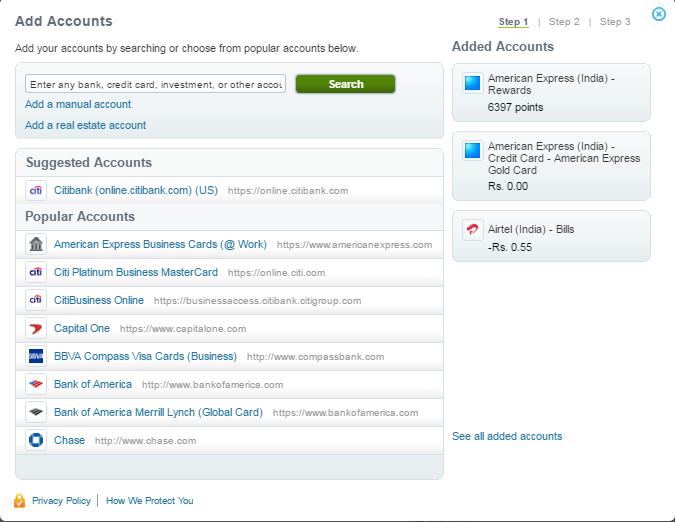 Add Accounts
Step 1 | Step 2 | Step 3
Add your accounts by searching or choose from popular accounts below.
Enter any bank, credit card, investment, or other accou
Search
Add a manual account
Add a real estate account
Suggested Accounts
citi Citibank (online.citibank.com) (US) https://online.citibank.com
Popular Accounts
American Express Business Cards (@ Work) https://www.americanexpress.com
citi Citi Platinum Business MasterCard https://online.citi.com
citi CitiBusiness Online https://businessaccess.citibank.citigroup.com
Capital One https://www.capitalone.com
BBVA BBVA Compass Visa Cards (Business) http://www.compassbank.com
Bank of America http://www.bankofamerica.com
Bank of America Merrill Lynch (Global Card) https://www.bankofamerica.com
Chase http://www.chase.com
Added Accounts
American Express (India) -
Rewards
6397 points
American Express (India) -
Credit Card - American Express
Gold Card
Rs. 0.00
Airtel (India) - Bills
-Rs. 0.55
See all added accounts
Privacy Policy | How We Protect You